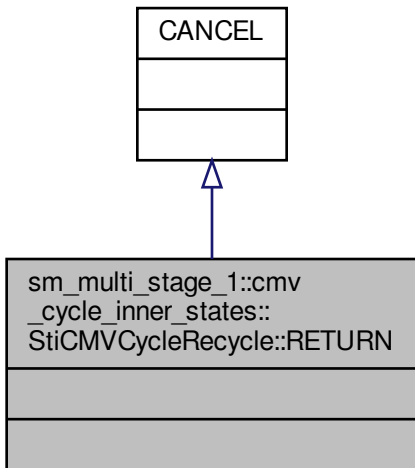 CANCEL
sm_multi_stage_1::cmv
_cycle_inner_states::
StiCMVCycleRecycle::RETURN